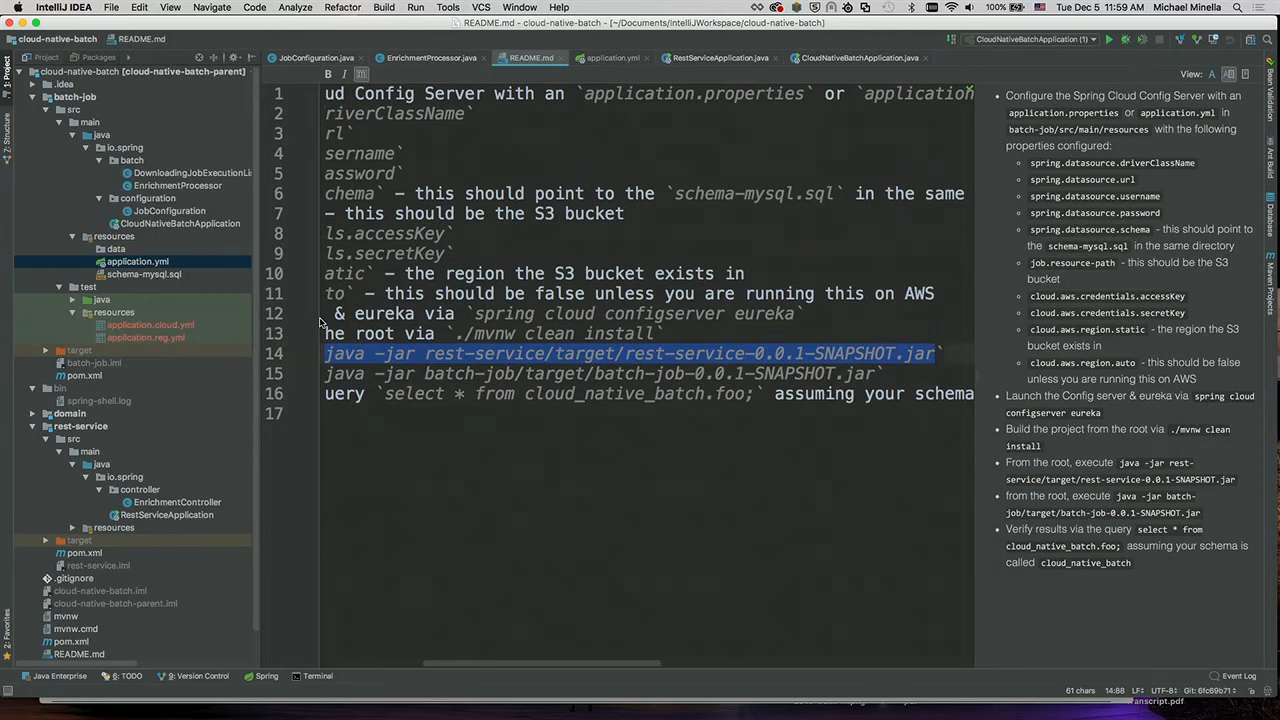 IntelliJ IDEA File Edit View Navigate Code Analyze Refactor Build Run Tools VCS Window Help 100% Tue Dec 5 11:59 AM Michael Minella
README.md - cloud-native-batch - [~/Documents/IntelliJWorkspace/cloud-native-batch]
cloud-native-batch README.md CloudNativeBatchApplication (1)
Project Packages JobConfiguration.java EnrichmentProcessor.java README.md application.yml RestServiceApplication.java CloudNativeBatchApplication.java
View:
1: Project
7: Structure
2: Favorites
Bean Validation
Ant Build
Database
Maven Projects
cloud-native-batch [cloud-native-batch-parent]
.idea
batch-job
src
main
java
io.spring
batch
DownloadingJobExecutionLis
EnrichmentProcessor
configuration
JobConfiguration
CloudNativeBatchApplication
resources
data
application.yml
schema-mysql.sql
test
java
resources
application.cloud.yml
application.reg.yml
target
batch-job.iml
pom.xml
bin
spring-shell.log
domain
rest-service
src
main
java
io.spring
controller
EnrichmentController
RestServiceApplication
resources
target
pom.xml
rest-service.iml
.gitignore
cloud-native-batch.iml
cloud-native-batch-parent.iml
mvnw
mvnw.cmd
pom.xml
README.md
1 ud Config Server with an `application.properties` or `application
2 riverClassName`
3 rl`
4 sername`
5 assword`
6 chema` - this should point to the `schema-mysql.sql` in the same
7 - this should be the S3 bucket
8 ls.accessKey`
9 ls.secretKey`
10 atic` - the region the S3 bucket exists in
11 to` - this should be false unless you are running this on AWS
12 & eureka via `spring cloud configserver eureka`
13 he root via `./mvnw clean install`
14 java -jar rest-service/target/rest-service-0.0.1-SNAPSHOT.jar`
15 java -jar batch-job/target/batch-job-0.0.1-SNAPSHOT.jar`
16 uery `select * from cloud_native_batch.foo;` assuming your schema
17
Configure the Spring Cloud Config Server with an
application.properties or application.yml in
batch-job/src/main/resources with the following
properties configured:
spring.datasource.driverClassName
spring.datasource.url
spring.datasource.username
spring.datasource.password
spring.datasource.schema - this should point to
the schema-mysql.sql in the same directory
job.resource-path - this should be the S3
bucket
cloud.aws.credentials.accessKey
cloud.aws.credentials.secretKey
cloud.aws.region.static - the region the S3
bucket exists in
cloud.aws.region.auto - this should be false
unless you are running this on AWS
Launch the Config server & eureka via spring cloud
configserver eureka
Build the project from the root via ./mvnw clean
install
From the root, execute java -jar rest-
service/target/rest-service-0.0.1-SNAPSHOT.jar
from the root, execute java -jar batch-
job/target/batch-job-0.0.1-SNAPSHOT.jar
Verify results via the query select * from
cloud_native_batch.foo; assuming your schema is
called cloud_native_batch
Java Enterprise 6: TODO 9: Version Control Spring Terminal Event Log
61 chars 14:88 LF÷ UTF-8÷ Git: 6fc69b71÷
transcript.pdf